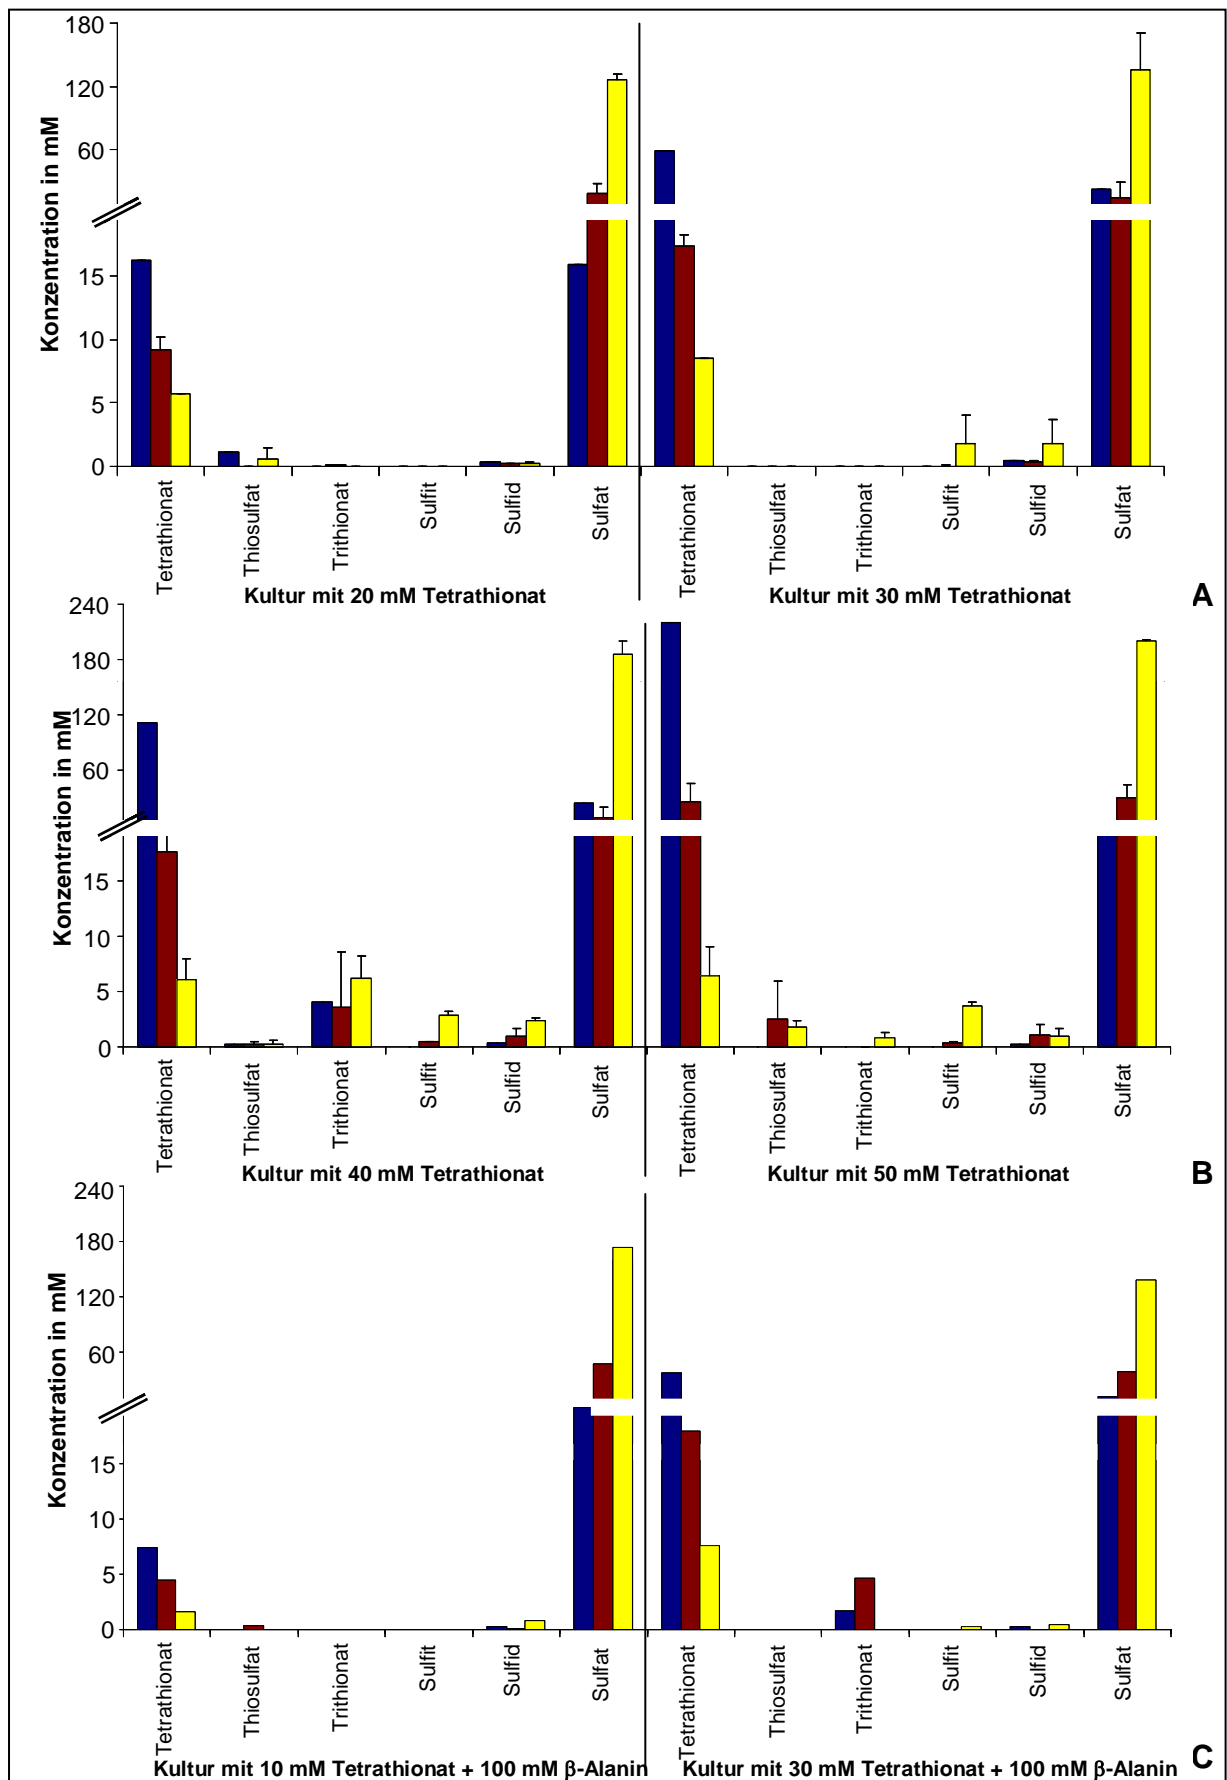 180
120
60
15
10
5
0
Konzentration in mM
Tetrathionat
Thiosulfat
Trithionat
Sulfit
Sulfid
Sulfat
Tetrathionat
Thiosulfat
Trithionat
Sulfit
Sulfid
Sulfat
Kultur mit 20 mM Tetrathionat
Kultur mit 30 mM Tetrathionat
A
240
180
120
60
15
10
5
0
Konzentration in mM
Tetrathionat
Thiosulfat
Trithionat
Sulfit
Sulfid
Sulfat
Tetrathionat
Thiosulfat
Trithionat
Sulfit
Sulfid
Sulfat
Kultur mit 40 mM Tetrathionat
Kultur mit 50 mM Tetrathionat
B
240
180
120
60
15
10
5
0
Konzentration in mM
Tetrathionat
Thiosulfat
Trithionat
Sulfit
Sulfid
Sulfat
Tetrathionat
Thiosulfat
Trithionat
Sulfit
Sulfid
Sulfat
Kultur mit 10 mM Tetrathionat + 100 mM β-Alanin
Kultur mit 30 mM Tetrathionat + 100 mM β-Alanin
C